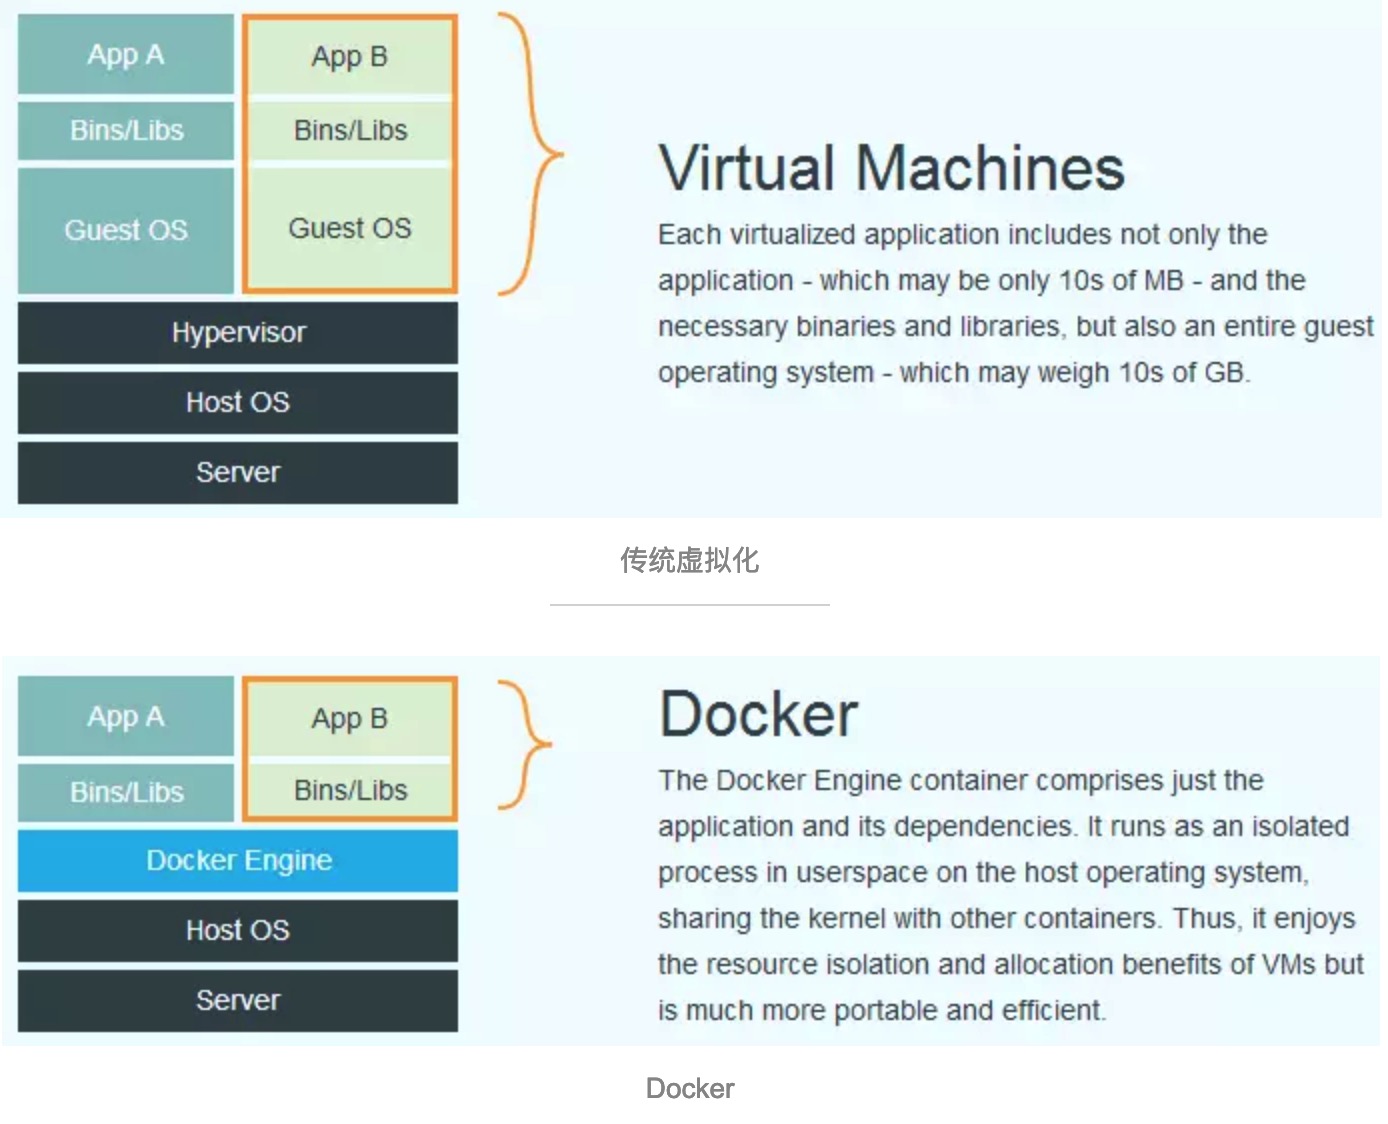 App A
App B
Bins/Libs
Bins/Libs
Guest OS
Guest OS
Hypervisor
Host OS
Server
Virtual Machines
Each virtualized application includes not only the
application - which may be only 10s of MB - and the
necessary binaries and libraries, but also an entire guest
operating system - which may weigh 10s of GB.
传统虚拟化
App A
App B
Bins/Libs
Bins/Libs
Docker Engine
Host OS
Server
Docker
The Docker Engine container comprises just the
application and its dependencies. It runs as an isolated
process in userspace on the host operating system,
sharing the kernel with other containers. Thus, it enjoys
the resource isolation and allocation benefits of VMs but
is much more portable and efficient.
Docker